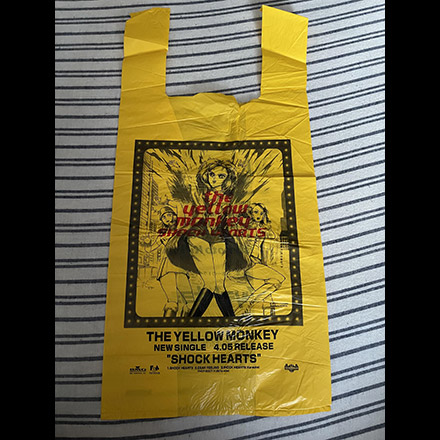 the
yellow
monkey
SHOCK HEARTS
THE YELLOW MONKEY
NEW SINGLE 4.05 RELEASE
"SHOCK HEARTS"